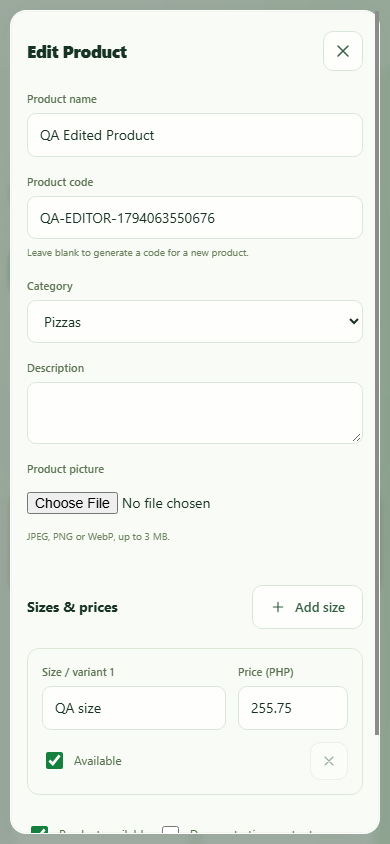 Edit Product
Product name
QA Edited Product
Product code
QA-EDITOR-1794063550676
Leave blank to generate a code for a new product.
Category
Pizzas
Description
Product picture
Choose File No file chosen
JPEG, PNG or WebP, up to 3 MB.
Sizes & prices
Add size
Size / variant 1 Price (PHP)
QA size 255.75
Available